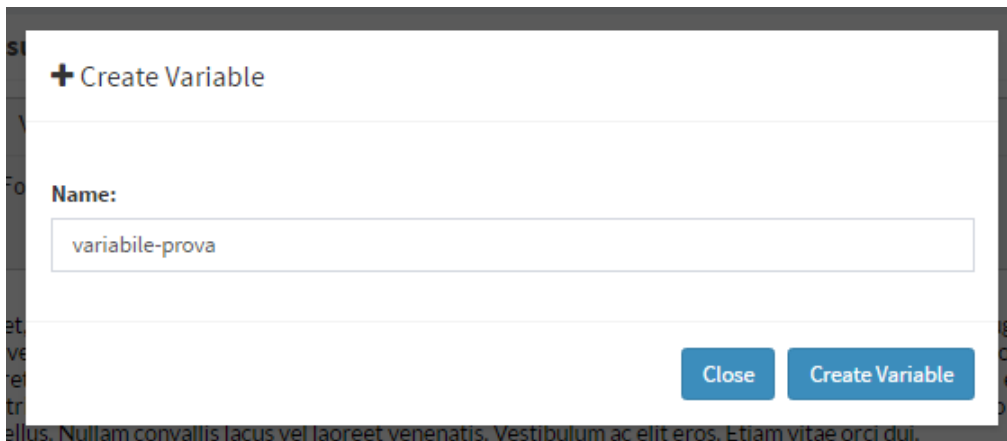 Create Variable
Name:
variabile-prova
Close Create Variable
ellus. Nullam convallis lacus vel laoreet venenatis. Vestibulum ac elit eros. Etiam vitae orci dui.